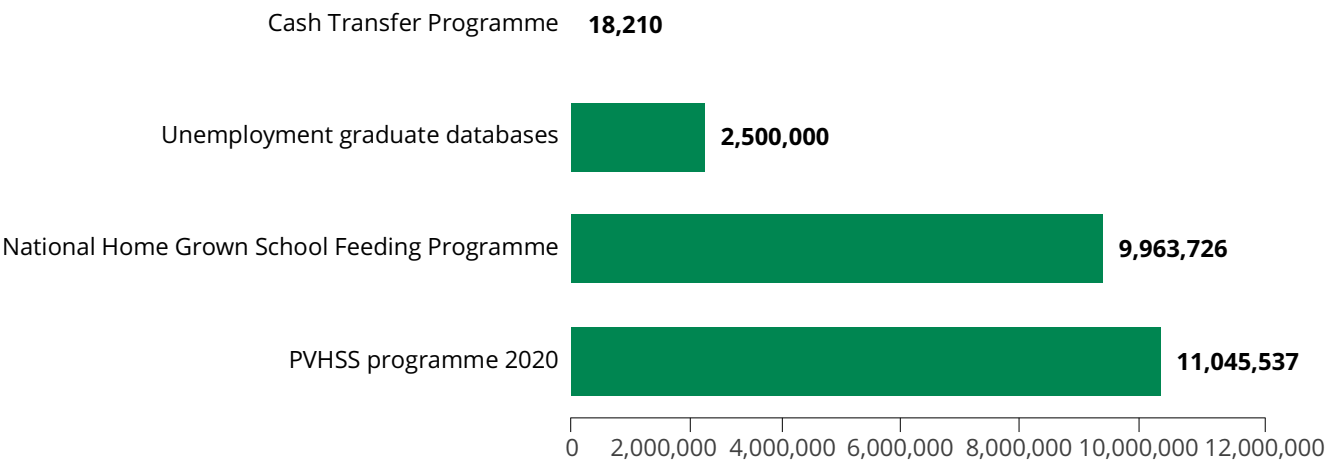 Cash Transfer Programme 18,210
Unemployment graduate databases 2,500,000
National Home Grown School Feeding Programme 9,963,726
PVHSS programme 2020 11,045,537
0 2,000,000 4,000,000 6,000,000 8,000,000 10,000,000 12,000,000